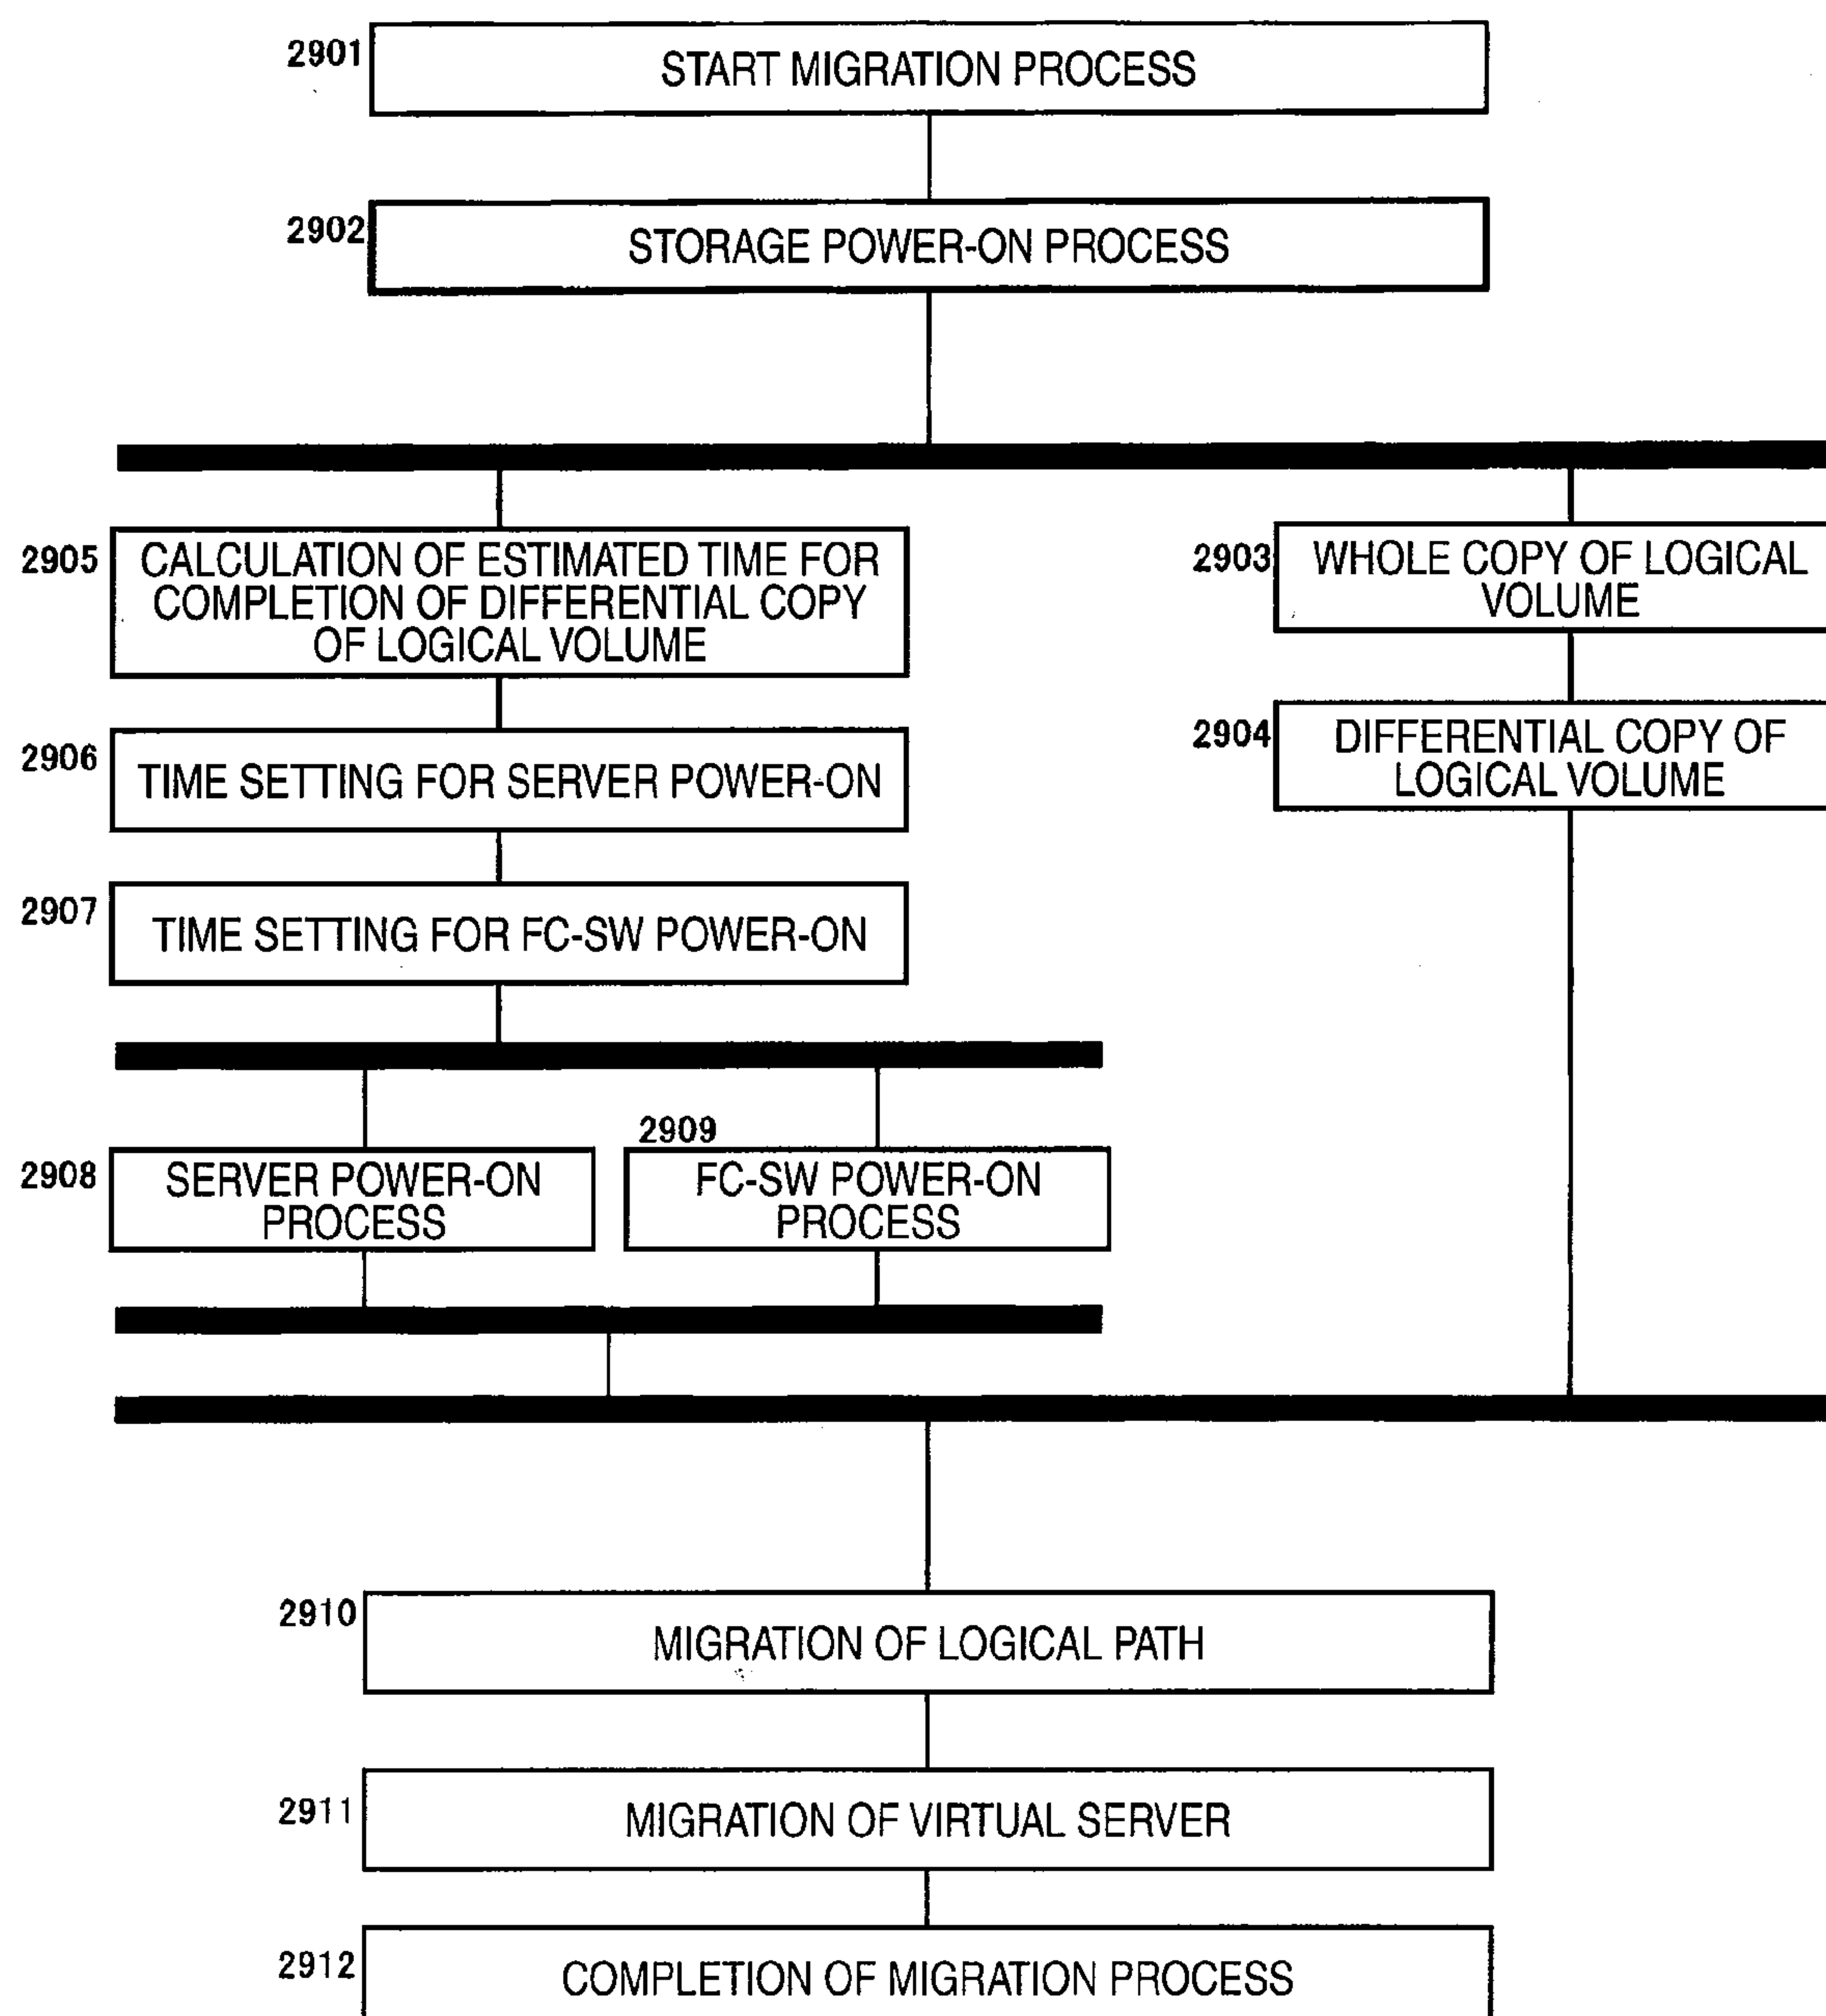 2901
START MIGRATION PROCESS
2902
STORAGE POWER-ON PROCESS
2905
CALCULATION OF ESTIMATED TIME FOR
COMPLETION OF DIFFERENTIAL COPY
OF LOGICAL VOLUME
2903
WHOLE COPY OF LOGICAL
VOLUME
2906
TIME SETTING FOR SERVER POWER-ON
2904
DIFFERENTIAL COPY OF
LOGICAL VOLUME
2907
TIME SETTING FOR FC-SW POWER-ON
2908
SERVER POWER-ON
PROCESS
2909
FC-SW POWER-ON
PROCESS
2910
MIGRATION OF LOGICAL PATH
2911
MIGRATION OF VIRTUAL SERVER
2912
COMPLETION OF MIGRATION PROCESS